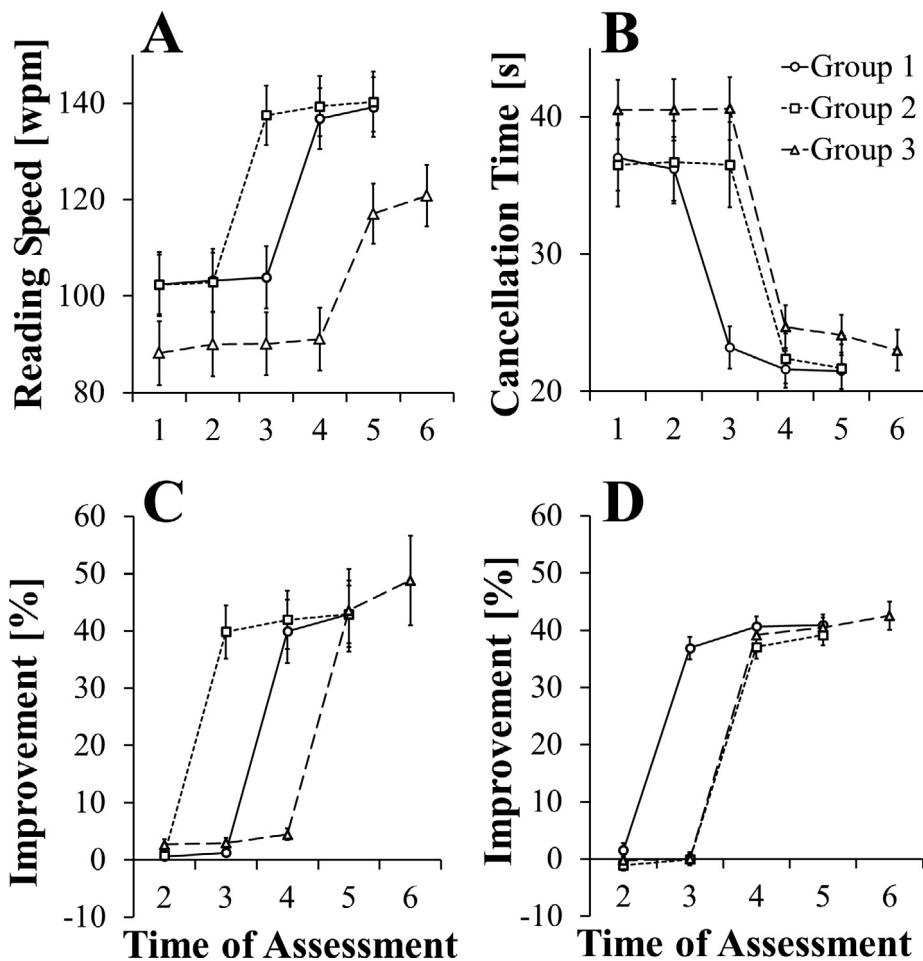 A
Reading Speed [wpm]
140
120
100
80
1 2 3 4 5 6
B
Cancellation Time [s]
40
30
20
1 2 3 4 5 6
Group 1
Group 2
Group 3
C
Improvement [%]
60
50
40
30
20
10
0
-10
2 3 4 5 6
Time of Assessment
D
Improvement [%]
60
50
40
30
20
10
0
-10
2 3 4 5 6
Time of Assessment